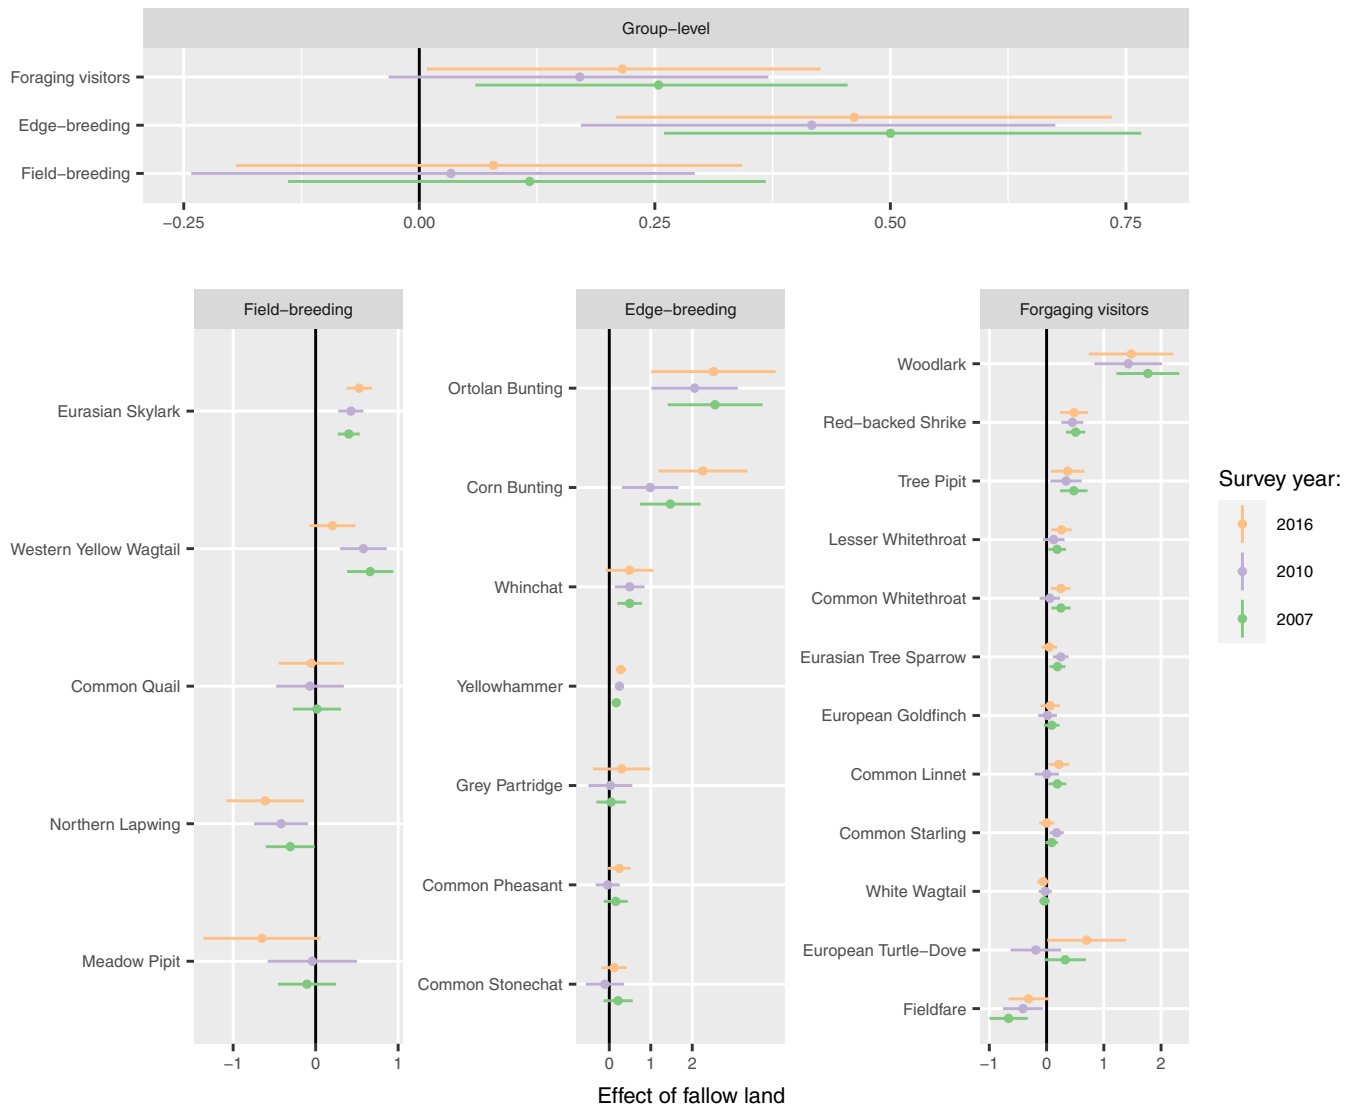 Group−level
Foraging visitors
Edge−breeding
Field−breeding
−0.25 0.00 0.25 0.50 0.75
Field−breeding
Eurasian Skylark
Western Yellow Wagtail
Common Quail
Northern Lapwing
Meadow Pipit
−1 0 1
Edge−breeding
Ortolan Bunting
Corn Bunting
Whinchat
Yellowhammer
Grey Partridge
Common Pheasant
Common Stonechat
0 1 2
Forgaging visitors
Woodlark
Red−backed Shrike
Tree Pipit
Lesser Whitethroat
Common Whitethroat
Eurasian Tree Sparrow
European Goldfinch
Common Linnet
Common Starling
White Wagtail
European Turtle−Dove
Fieldfare
−1 0 1 2
Effect of fallow land
Survey year:
2016
2010
2007